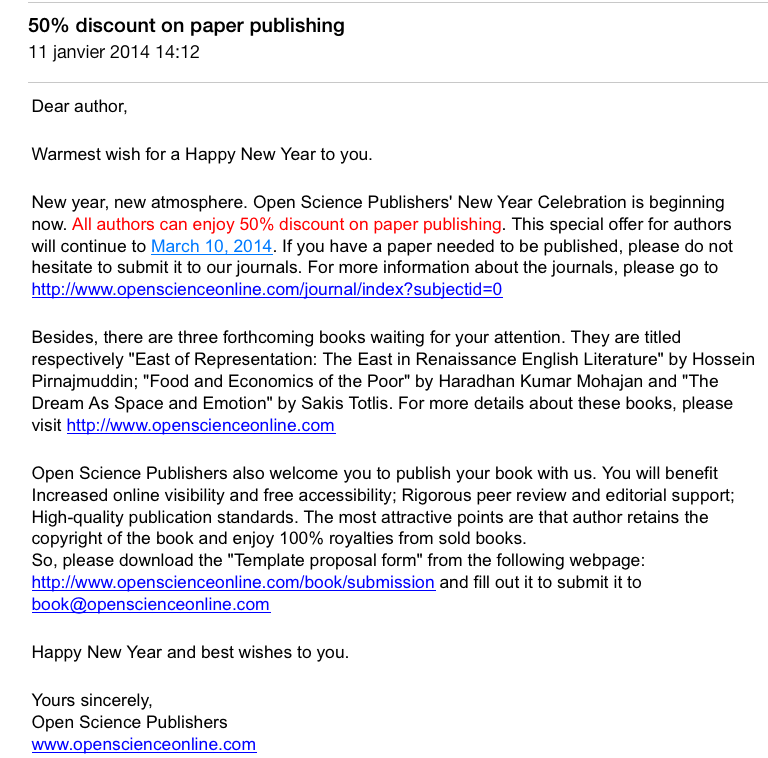 50% discount on paper publishing
11 janvier 2014 14:12
Dear author,
Warmest wish for a Happy New Year to you.
New year, new atmosphere. Open Science Publishers' New Year Celebration is beginning
now. All authors can enjoy 50% discount on paper publishing. This special offer for authors
will continue to March 10, 2014. If you have a paper needed to be published, please do not
hesitate to submit it to our journals. For more information about the journals, please go to
http://www.openscienceonline.com/journal/index?subjectid=0
Besides, there are three forthcoming books waiting for your attention. They are titled
respectively "East of Representation: The East in Renaissance English Literature" by Hossein
Pirnajmuddin; "Food and Economics of the Poor" by Haradhan Kumar Mohajan and "The
Dream As Space and Emotion" by Sakis Totlis. For more details about these books, please
visit http://www.openscienceonline.com
Open Science Publishers also welcome you to publish your book with us. You will benefit
Increased online visibility and free accessibility; Rigorous peer review and editorial support;
High-quality publication standards. The most attractive points are that author retains the
copyright of the book and enjoy 100% royalties from sold books.
So, please download the "Template proposal form" from the following webpage:
http://www.openscienceonline.com/book/submission and fill out it to submit it to
book@openscienceonline.com
Happy New Year and best wishes to you.
Yours sincerely,
Open Science Publishers
www.openscienceonline.com